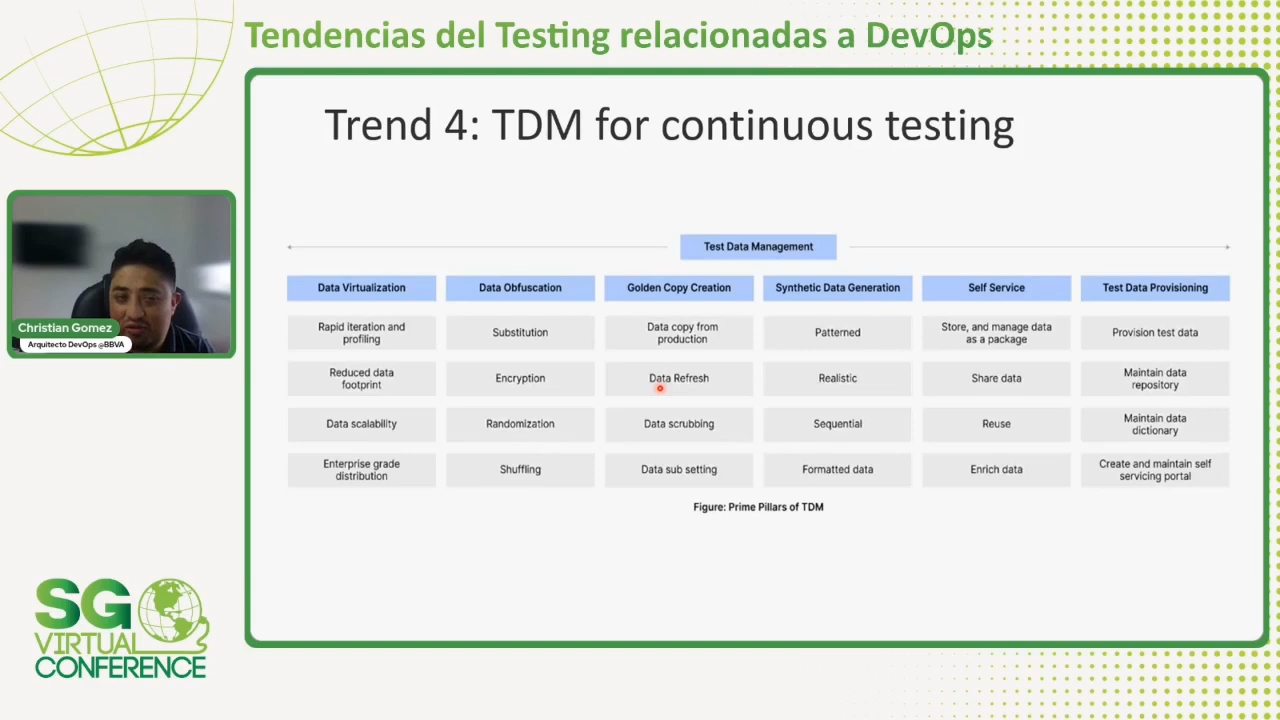 Tendencias del Testing relacionadas a DevOps
Trend 4: TDM for continuous testing
Christian Gomez
Arquitecto DevOps @BBVA
Test Data Management
Data Virtualization
Data Obfuscation
Golden Copy Creation
Synthetic Data Generation
Self Service
Test Data Provisioning
Rapid iteration and
profiling
Substitution
Data copy from
production
Patterned
Store, and manage data
as a package
Provision test data
Reduced data
footprint
Encryption
Data Refresh
Realistic
Share data
Maintain data
repository
Data scalability
Randomization
Data scrubbing
Sequential
Reuse
Maintain data
dictionary
Enterprise grade
distribution
Shuffling
Data sub setting
Formatted data
Enrich data
Create and maintain self
servicing portal
Figure: Prime Pillars of TDM
SG
VIRTUAL
CONFERENCE